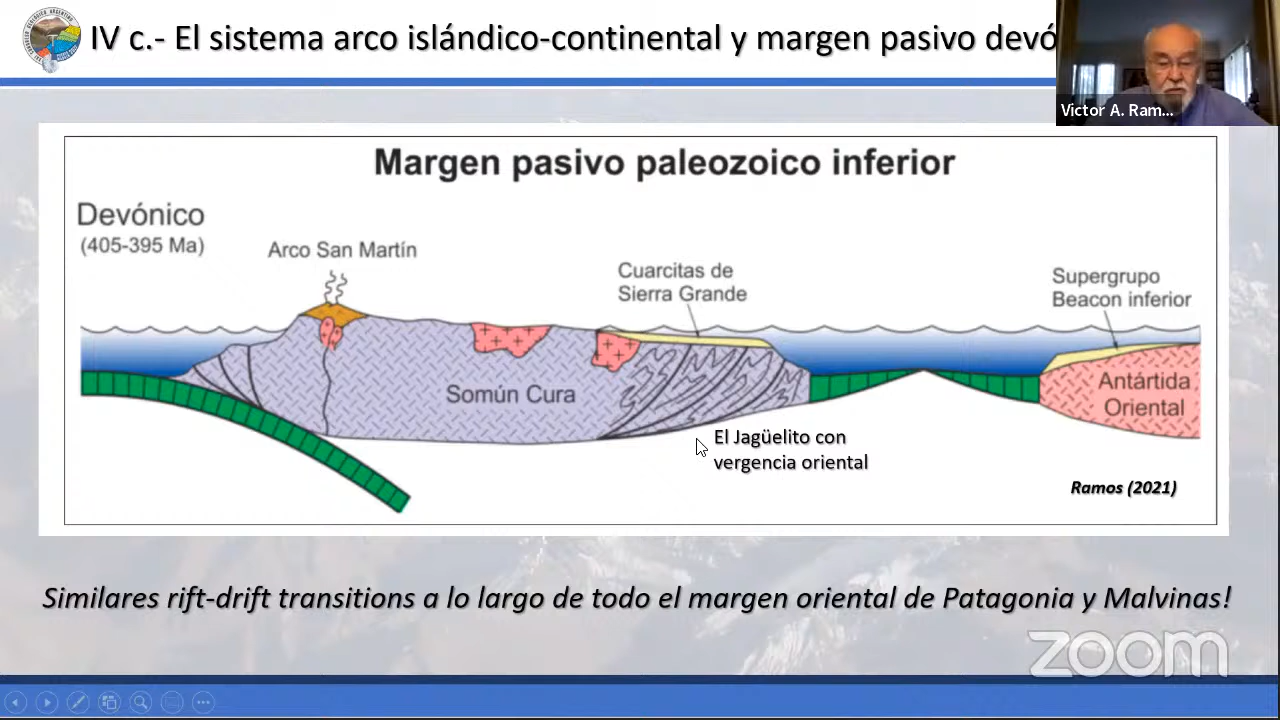 IV c.- El sistema arco islándico-continental y margen pasivo devó
Victor A. Ram...
Margen pasivo paleozoico inferior
Devónico
(405-395 Ma)
Arco San Martín
Cuarcitas de
Sierra Grande
Supergrupo
Beacon inferior
Somún Cura
Antártida
Oriental
El Jagüelito con
vergencia oriental
Ramos (2021)
Similares rift-drift transitions a lo largo de todo el margen oriental de Patagonia y Malvinas!
zoom